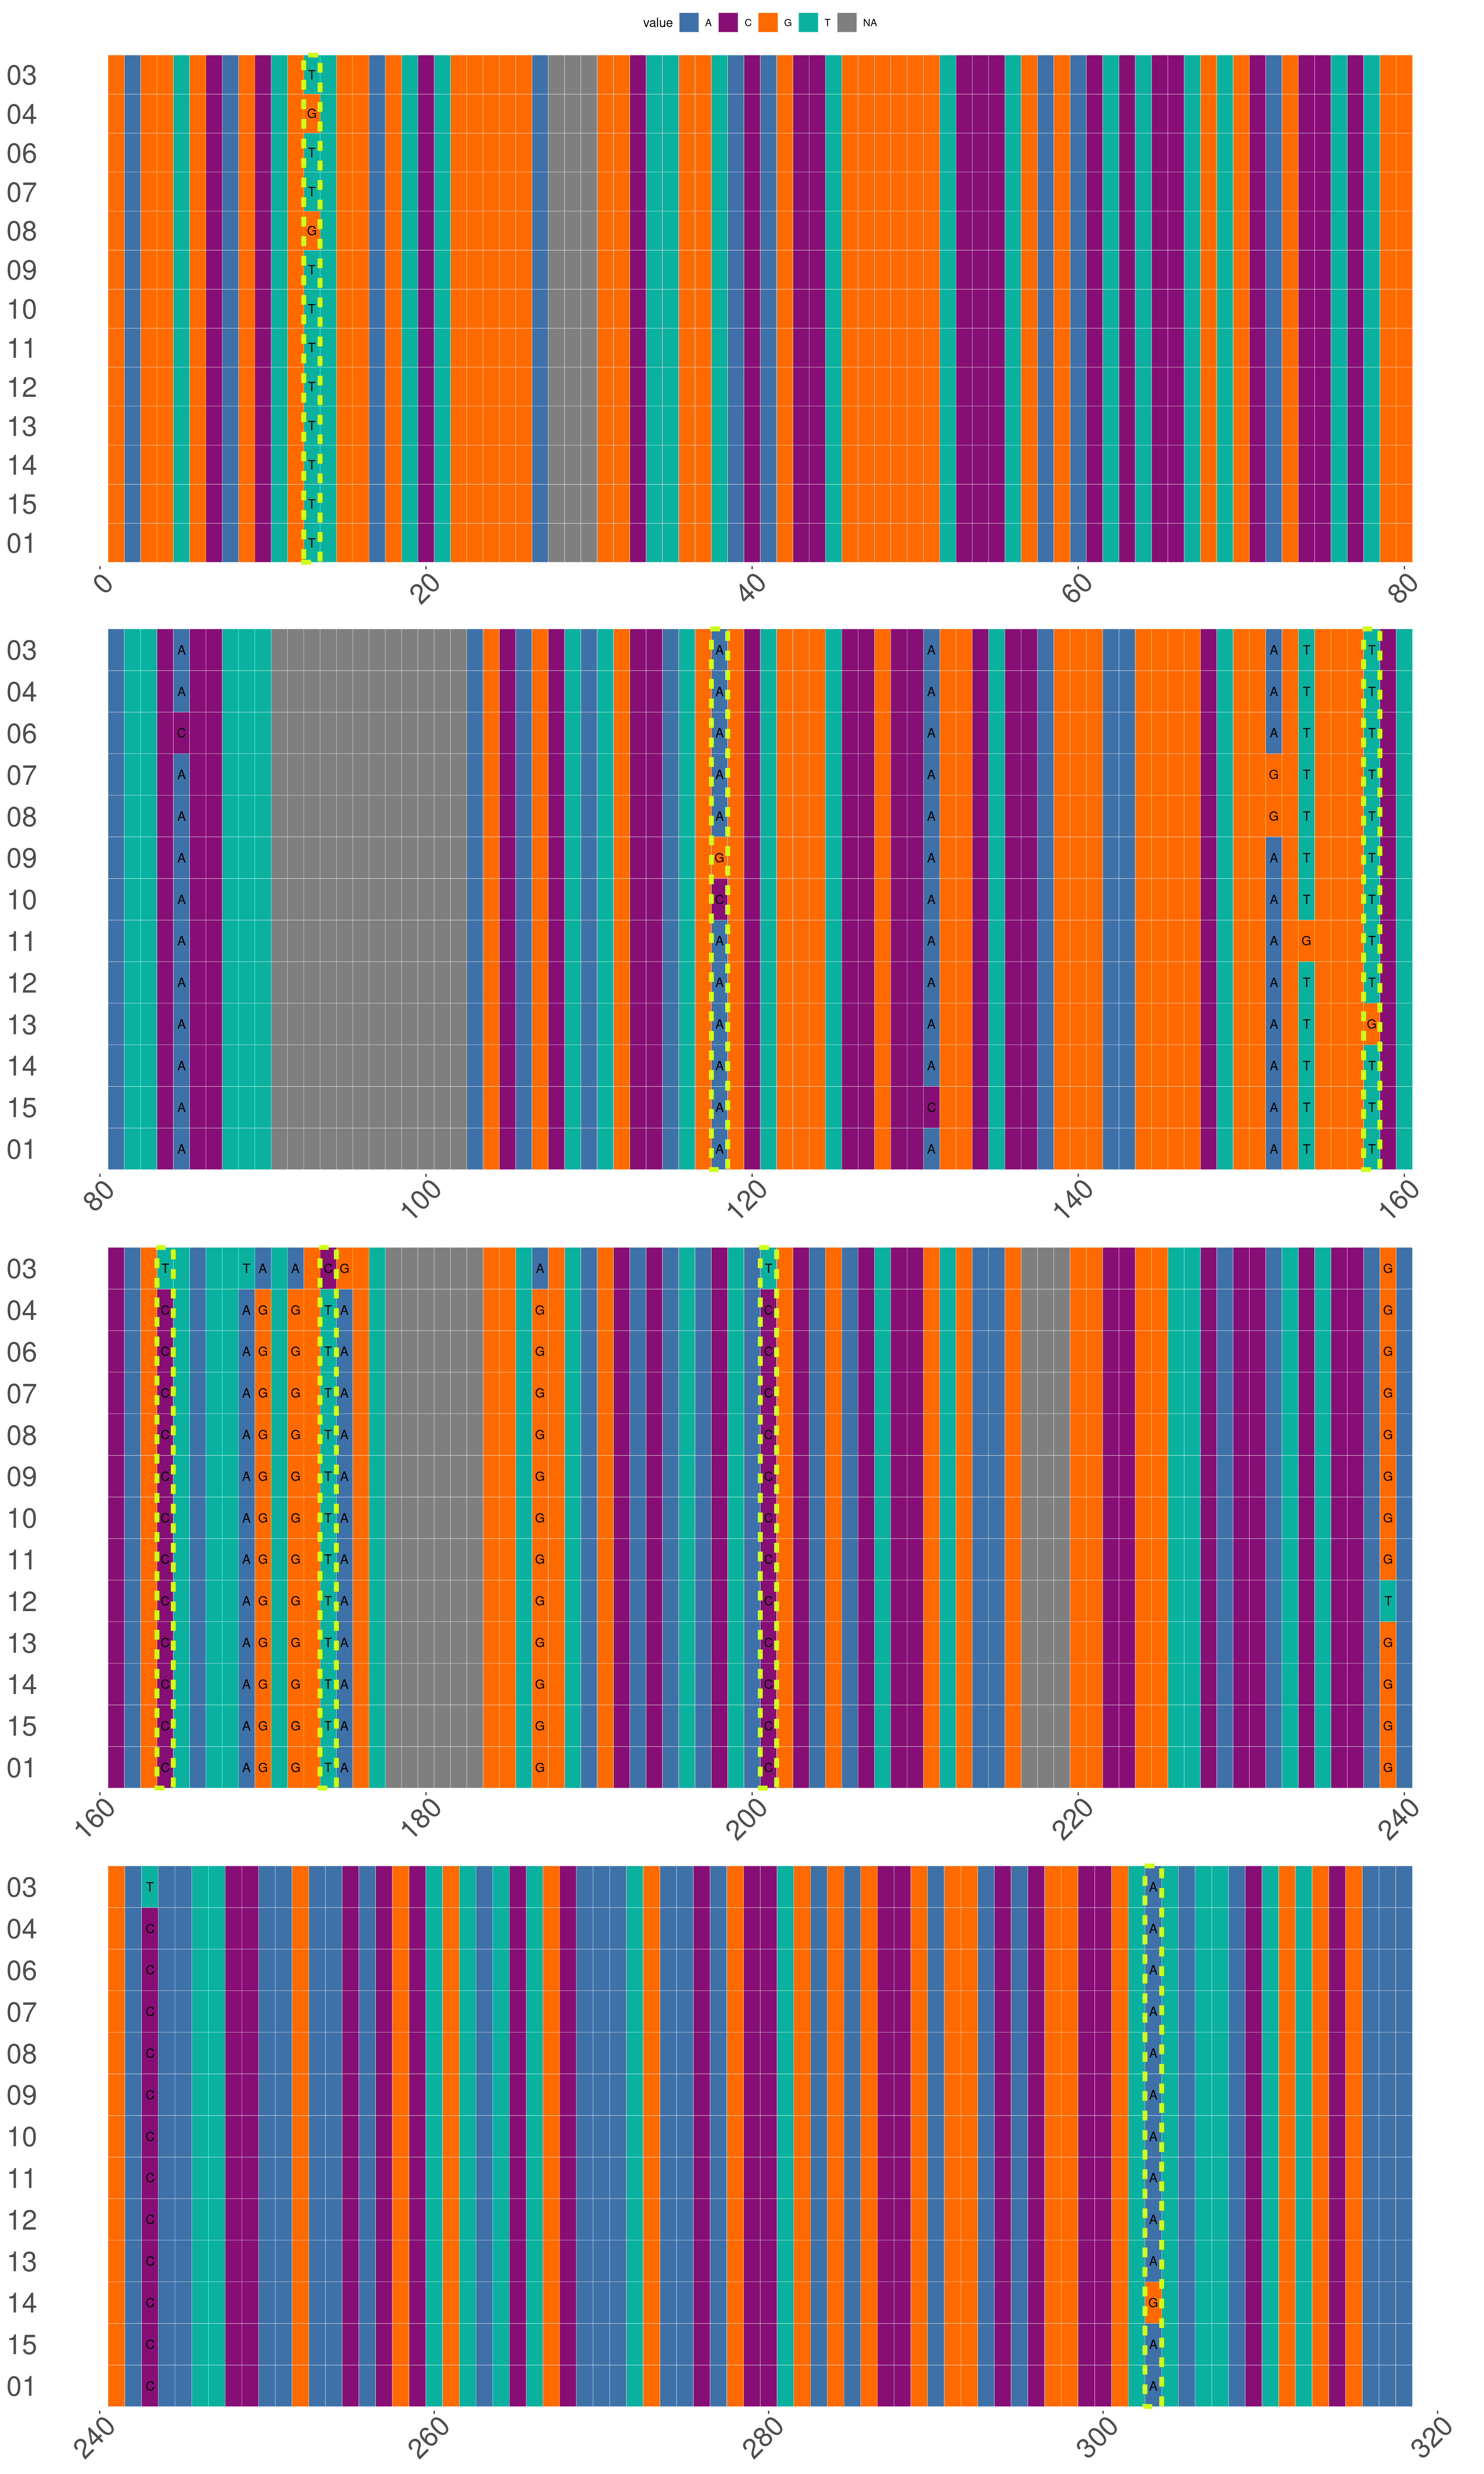 value A C G T NA
03 T
04 G
06 T
07 T
08 G
09 T
10 T
11 T
12 T
13 T
14 T
15 T
01 T
0 20 40 60 80
03 A A A A T T
04 A A A A T T
06 C A A A T T
07 A A A G T T
08 A A A G T T
09 A G A A T T
10 A C A A T T
11 A A A A G T
12 A A A A T T
13 A A A A T G
14 A A A A T T
15 A A C A T T
01 A A A A T T
80 100 120 140 160
03 T T A A C G A T G
04 C A G G T A G C G
06 C A G G T A G C G
07 C A G G T A G C G
08 C A G G T A G C G
09 C A G G T A G C G
10 C A G G T A G C G
11 C A G G T A G C G
12 C A G G T A G C T
13 C A G G T A G C G
14 C A G G T A G C G
15 C A G G T A G C G
01 C A G G T A G C G
160 180 200 220 240
03 T A
04 C A
06 C A
07 C A
08 C A
09 C A
10 C A
11 C A
12 C A
13 C A
14 C G
15 C A
01 C A
240 260 280 300 320